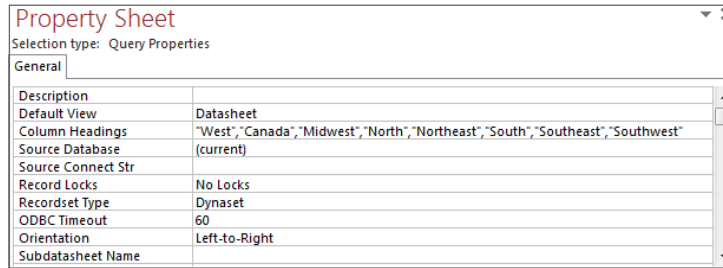 Property Sheet
Selection type: Query Properties
General
Description
Default View Datasheet
Column Headings "West","Canada","Midwest","North","Northeast","South","Southeast","Southwest"
Source Database (current)
Source Connect Str
Record Locks No Locks
Recordset Type Dynaset
ODBC Timeout 60
Orientation Left-to-Right
Subdatasheet Name